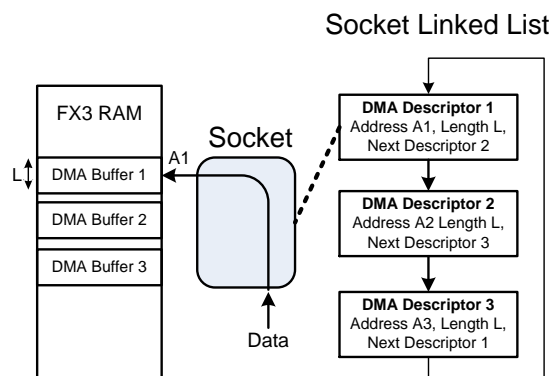 Socket Linked List
FX3 RAM
Socket
L
A1
DMA Buffer 1
DMA Buffer 2
DMA Buffer 3
Data
DMA Descriptor 1
Address A1, Length L,
Next Descriptor 2
DMA Descriptor 2
Address A2 Length L,
Next Descriptor 3
DMA Descriptor 3
Address A3, Length L,
Next Descriptor 1